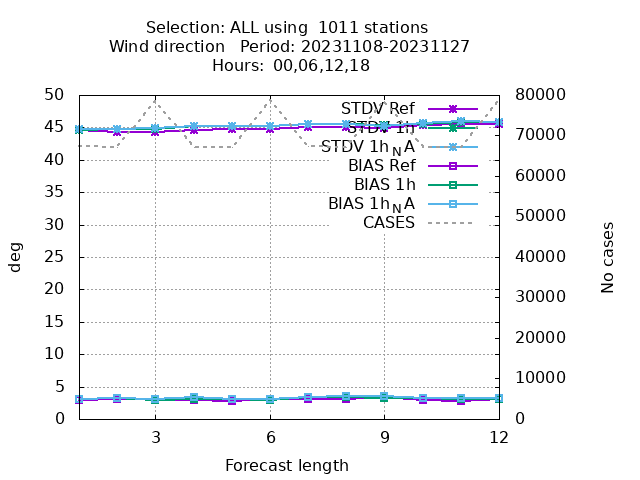 Selection: ALL using  1011 stations
Wind direction   Period: 20231108-20231127
Hours:  00,06,12,18
50
45
40
35
30
25
20
15
10
5
0
80000
70000
60000
50000
40000
30000
20000
10000
0
STDV Ref
STDV 1h
STDV 1h_NA
BIAS Ref
BIAS 1h
BIAS 1h_NA
CASES
deg
No cases
3 6 9 12
Forecast length